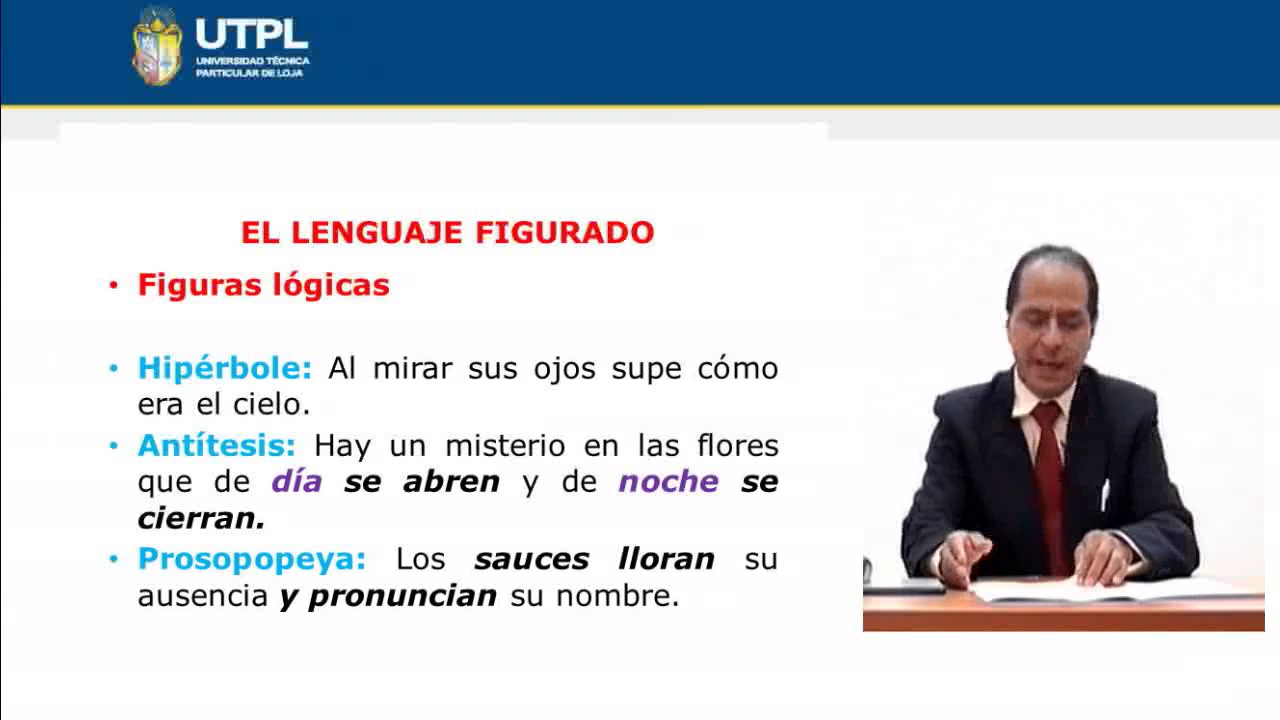 UTPL
UNIVERSIDAD TÉCNICA
PARTICULAR DE LOJA
EL LENGUAJE FIGURADO
• Figuras lógicas
• Hipérbole: Al mirar sus ojos supe cómo
era el cielo.
• Antítesis: Hay un misterio en las flores
que de día se abren y de noche se
cierran.
• Prosopopeya: Los sauces lloran su
ausencia y pronuncian su nombre.